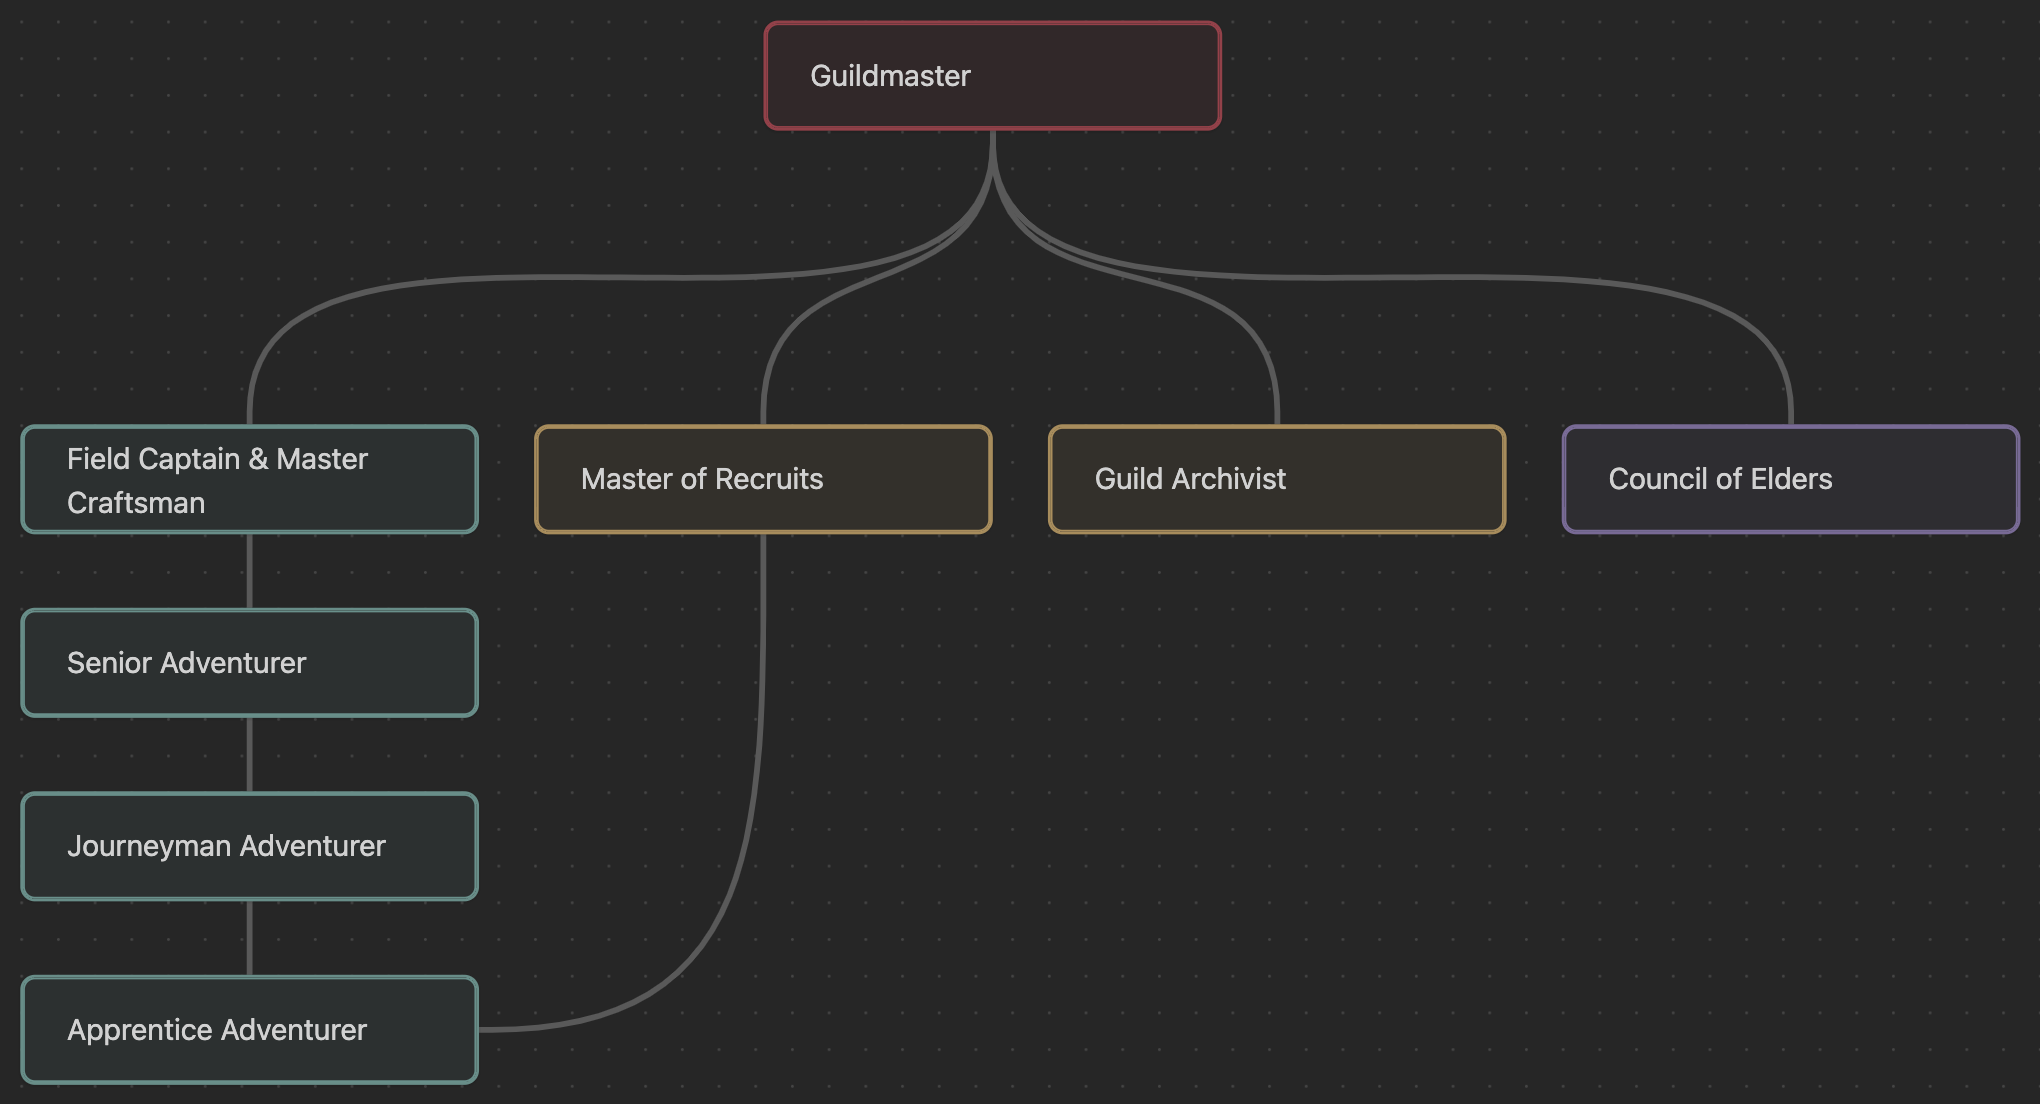 Guildmaster
Field Captain & Master
Craftsman
Master of Recruits
Guild Archivist
Council of Elders
Senior Adventurer
Journeyman Adventurer
Apprentice Adventurer